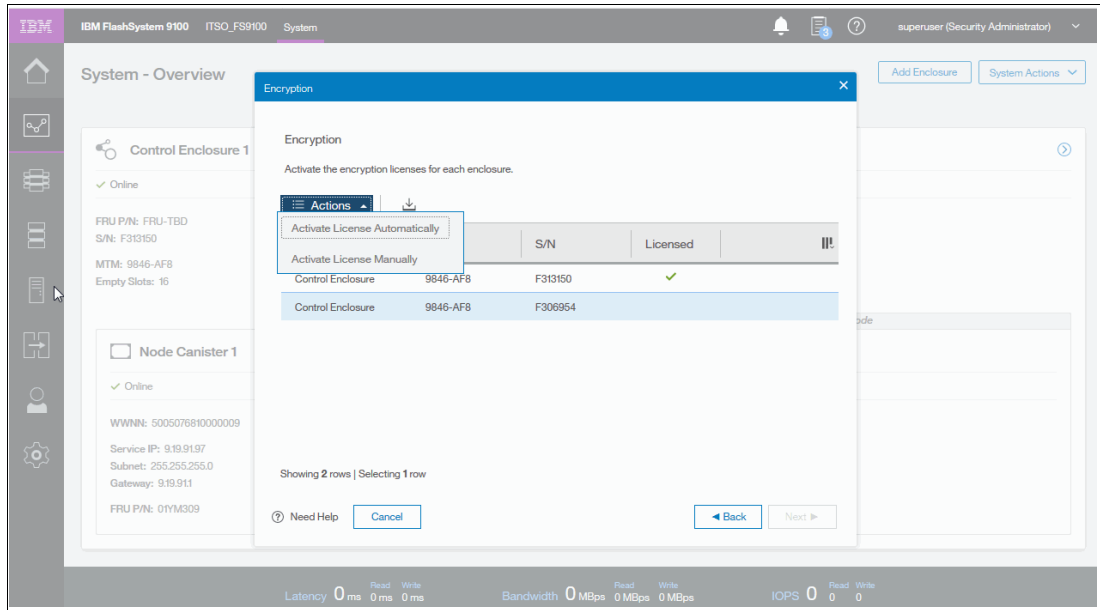 IBM IBM FlashSystem 9100 ITSO_FS9100 System 3 superuser (Security Administrator)
System - Overview
Add Enclosure System Actions
Encryption
Encryption
Activate the encryption licenses for each enclosure.
Actions
Activate License Automatically
Activate License Manually
S/N Licensed
Control Enclosure 9846-AF8 F313150
Control Enclosure 9846-AF8 F306954
Showing 2 rows | Selecting 1 row
Need Help Cancel Back Next
Control Enclosure 1
Online
FRU P/N: FRU-TBD
S/N: F313150
MTM: 9846-AF8
Empty Slots: 16
Node Canister 1
Online
WWNN: 5005076810000009
Service IP: 9.19.91.97
Subnet: 255.255.255.0
Gateway: 9.19.91.1
FRU P/N: 01YM309
Latency 0 ms Read 0 ms Write 0 ms
Bandwidth 0 MBps Read 0 MBps Write 0 MBps
IOPS 0 Read 0 Write 0